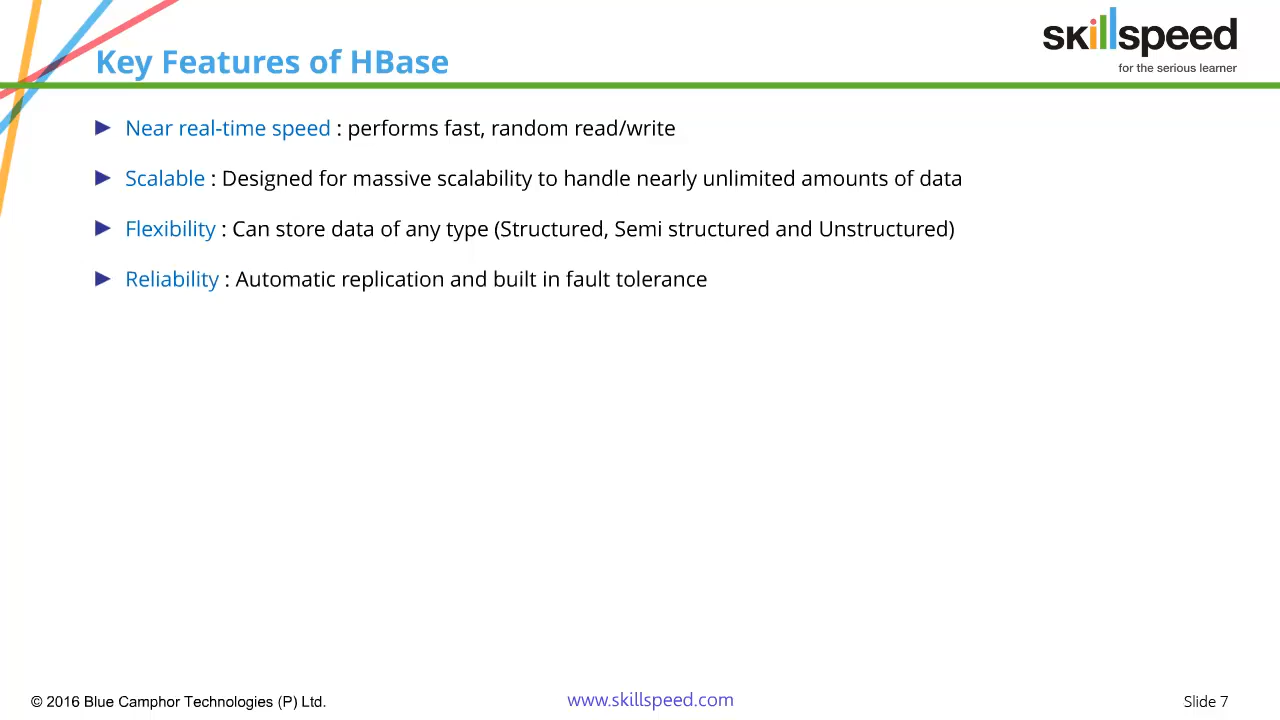 skillspeed
for the serious learner
Key Features of HBase
► Near real-time speed : performs fast, random read/write
► Scalable : Designed for massive scalability to handle nearly unlimited amounts of data
► Flexibility : Can store data of any type (Structured, Semi structured and Unstructured)
► Reliability : Automatic replication and built in fault tolerance
© 2016 Blue Camphor Technologies (P) Ltd.
www.skillspeed.com
Slide 7